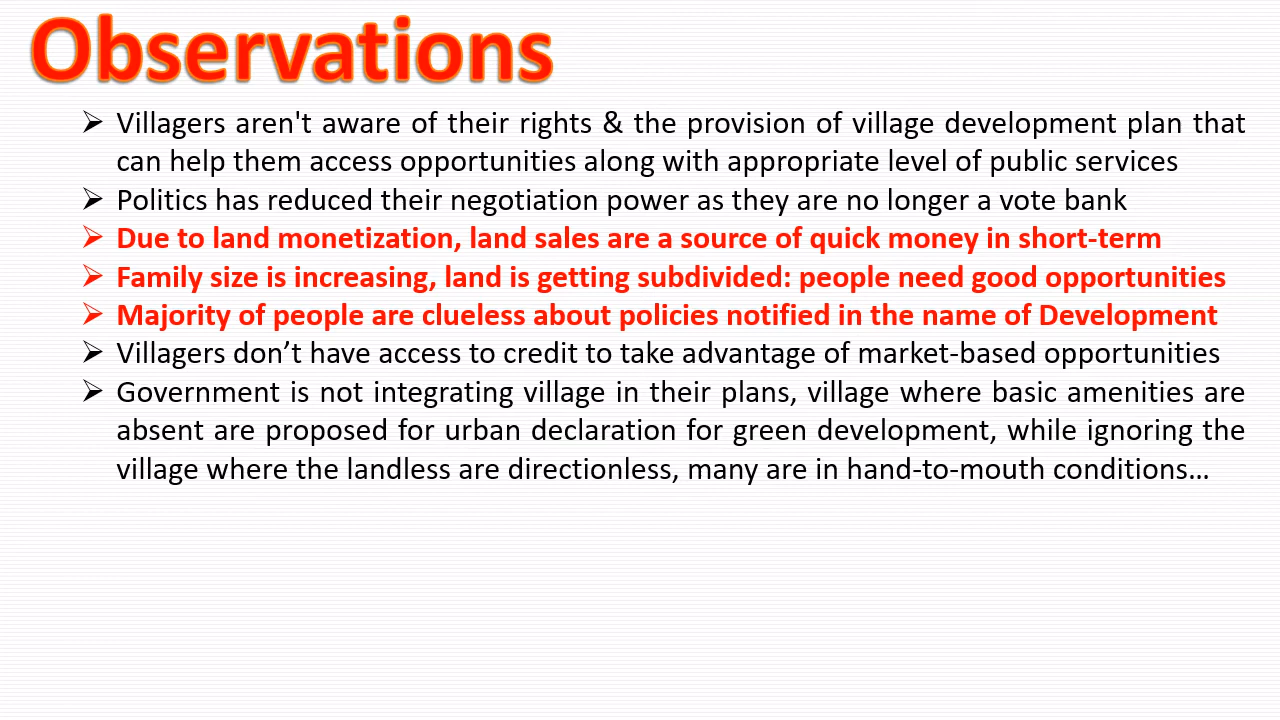 Observations
➢ Villagers aren't aware of their rights & the provision of village development plan that
can help them access opportunities along with appropriate level of public services
➢ Politics has reduced their negotiation power as they are no longer a vote bank
➢ Due to land monetization, land sales are a source of quick money in short-term
➢ Family size is increasing, land is getting subdivided: people need good opportunities
➢ Majority of people are clueless about policies notified in the name of Development
➢ Villagers don’t have access to credit to take advantage of market-based opportunities
➢ Government is not integrating village in their plans, village where basic amenities are
absent are proposed for urban declaration for green development, while ignoring the
village where the landless are directionless, many are in hand-to-mouth conditions…